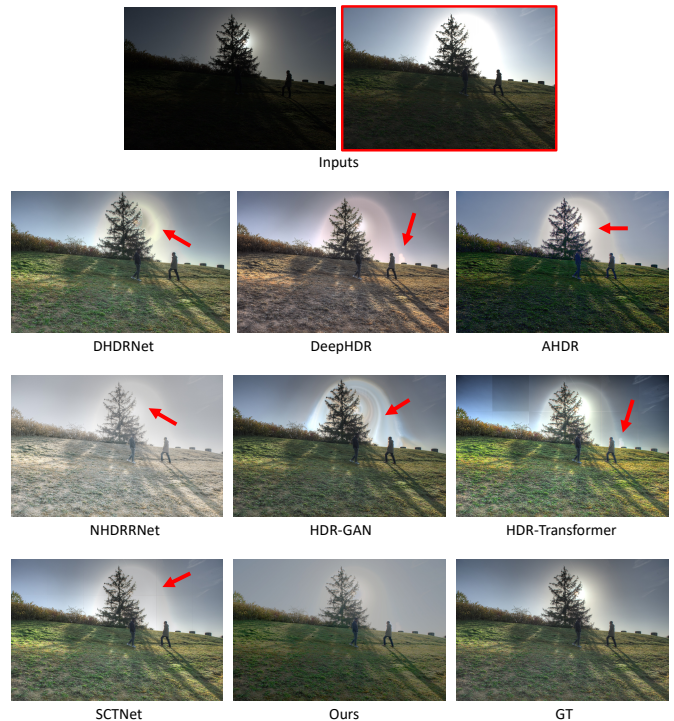 Inputs
DHDRNet
DeepHDR
AHDR
NHDRRNet
HDR-GAN
HDR-Transformer
SCTNet
Ours
GT